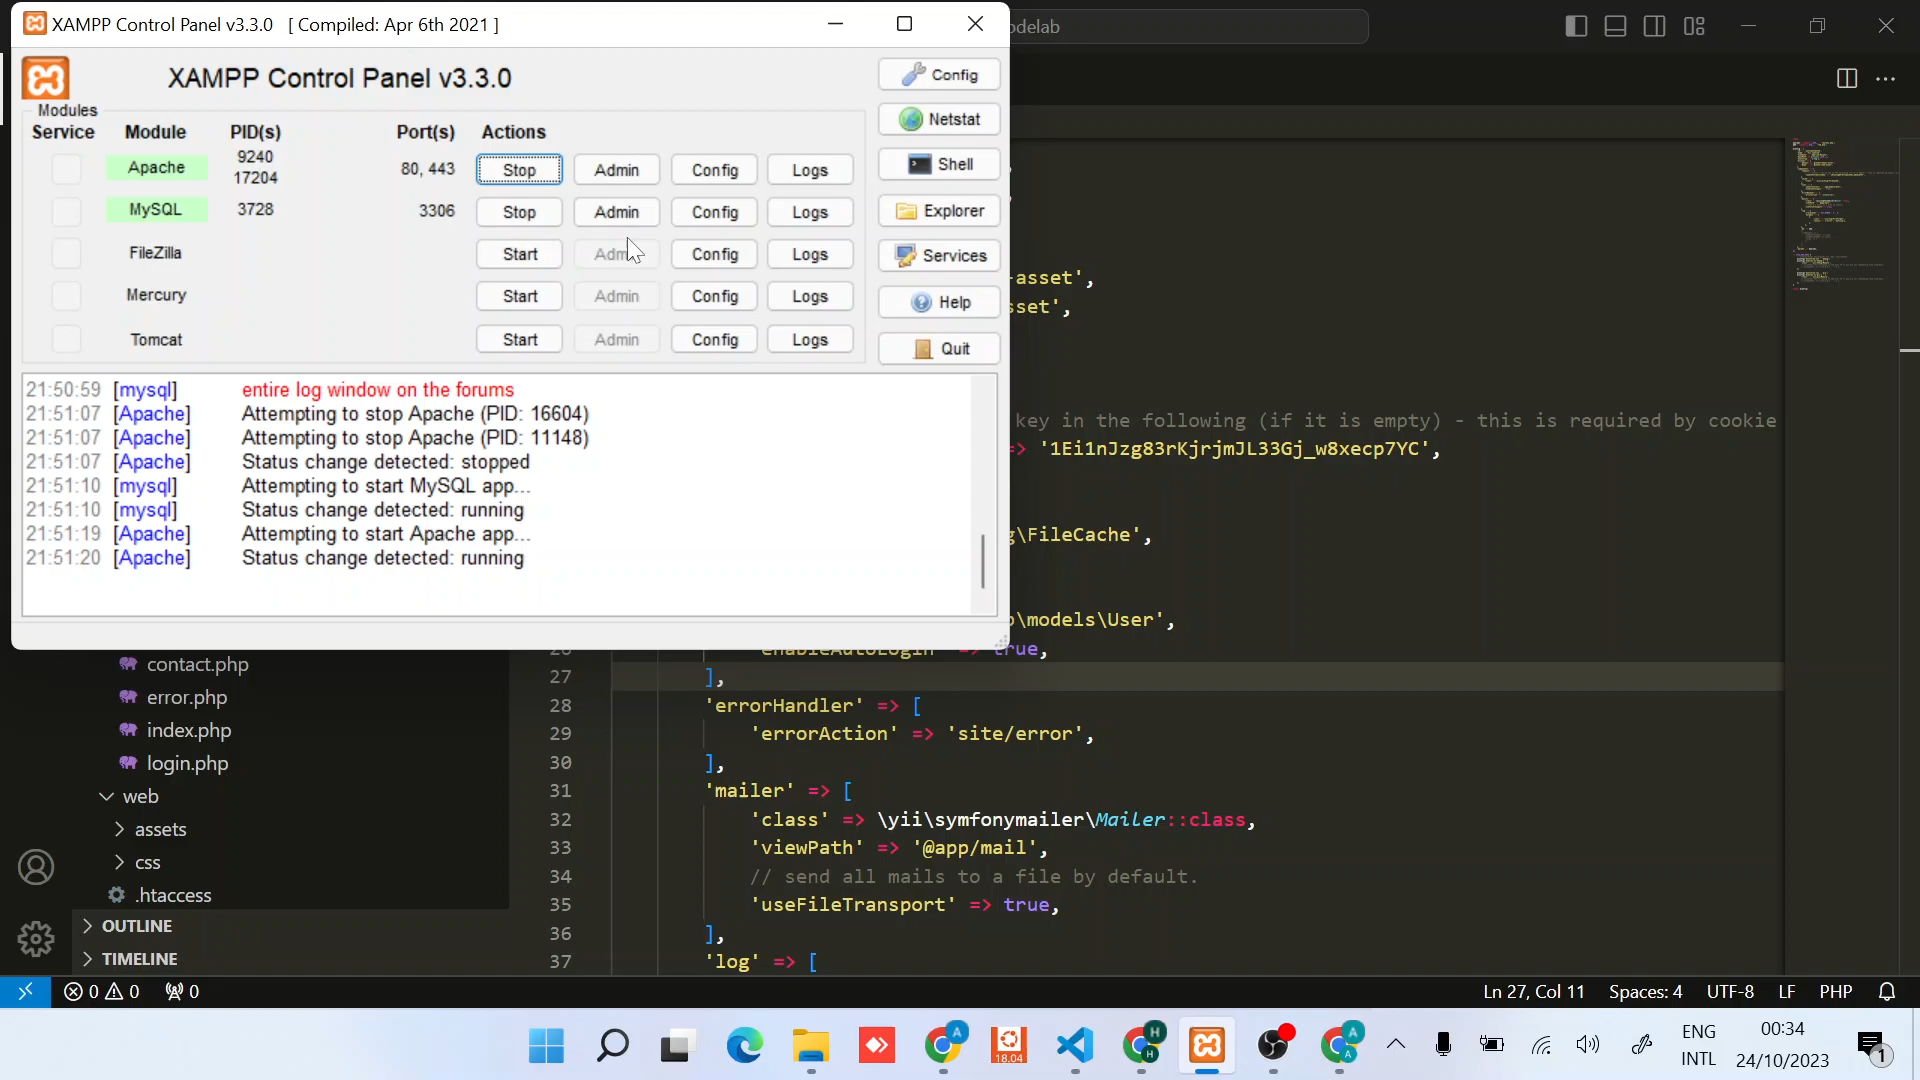 XAMPP Control Panel v3.3.0 [ Compiled: Apr 6th 2021 ]
odelab
XAMPP Control Panel v3.3.0
Config
Modules
Service Module PID(s) Port(s) Actions
Netstat
Apache 9240 17204 80, 443 Stop Admin Config Logs
Shell
MySQL 3728 3306 Stop Admin Config Logs
Explorer
FileZilla Start Admin Config Logs
Services
Mercury Start Admin Config Logs
Help
Tomcat Start Admin Config Logs
Quit
21:50:59 [mysql] entire log window on the forums
21:51:07 [Apache] Attempting to stop Apache (PID: 16604)
21:51:07 [Apache] Attempting to stop Apache (PID: 11148)
21:51:07 [Apache] Status change detected: stopped
21:51:10 [mysql] Attempting to start MySQL app...
21:51:10 [mysql] Status change detected: running
21:51:19 [Apache] Attempting to start Apache app...
21:51:20 [Apache] Status change detected: running
-asset',
sset',
key in the following (if it is empty) - this is required by cookie
=> '1Ei1nJzg83rKjrjmJL33Gj_w8xecp7YC',
g\FileCache',
p\models\User',
26 'enableAutoLogin' => true,
27 ],
28 'errorHandler' => [
29 'errorAction' => 'site/error',
30 ],
31 'mailer' => [
32 'class' => \yii\symfonymailer\Mailer::class,
33 'viewPath' => '@app/mail',
34 // send all mails to a file by default.
35 'useFileTransport' => true,
36 ],
37 'log' => [
contact.php
error.php
index.php
login.php
web
assets
css
.htaccess
OUTLINE
TIMELINE
0 0 0
Ln 27, Col 11 Spaces: 4 UTF-8 LF PHP
A
18.04
H
H
A
A
ENG
INTL
00:34
24/10/2023
1